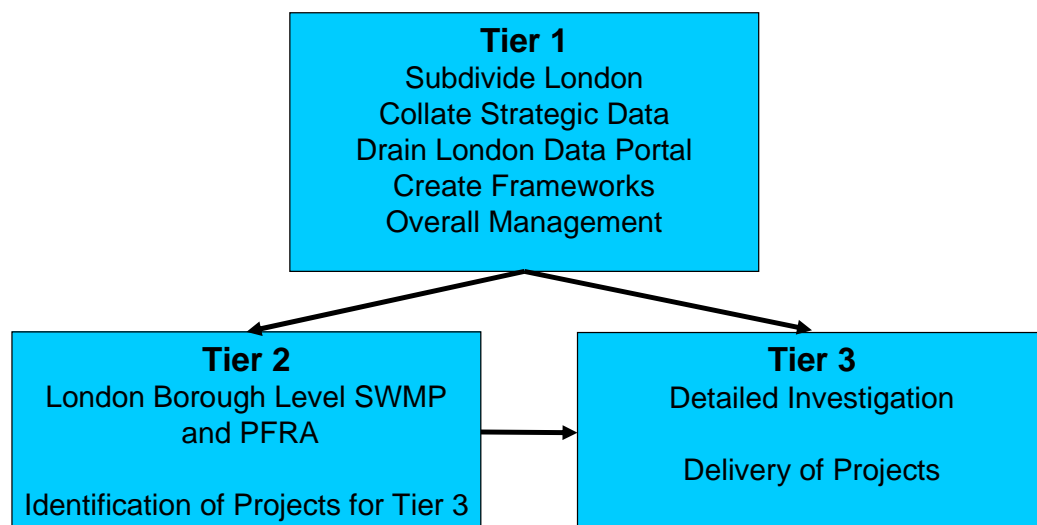 Tier 1
Subdivide London
Collate Strategic Data
Drain London Data Portal
Create Frameworks
Overall Management
Tier 2
London Borough Level SWMP
and PFRA
Identification of Projects for Tier 3
Tier 3
Detailed Investigation
Delivery of Projects